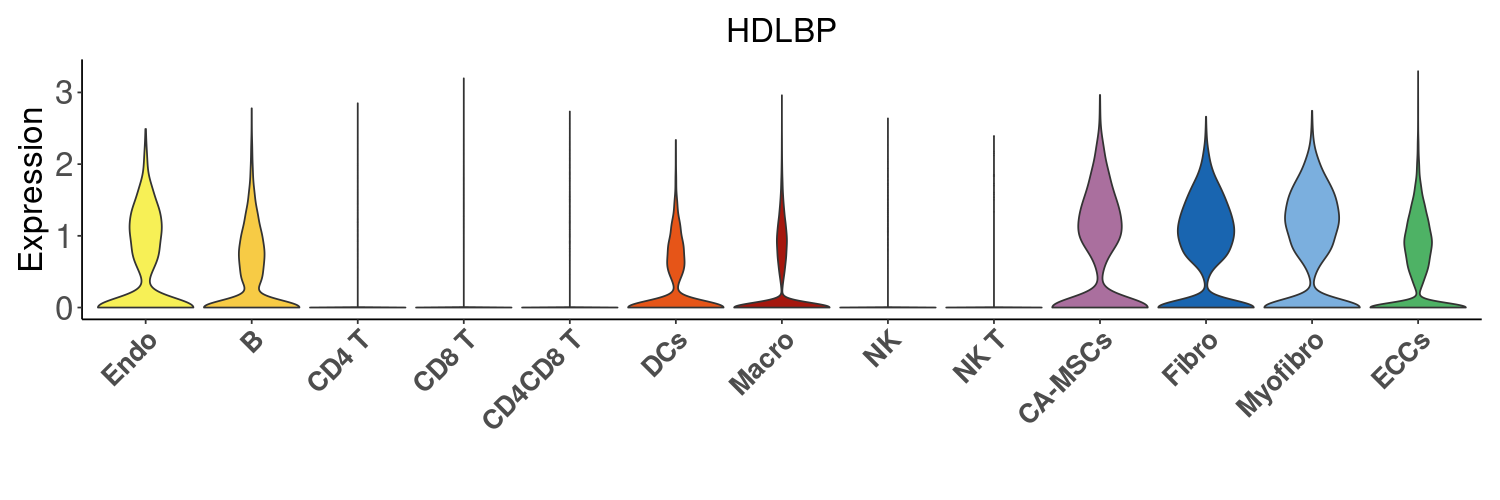 HDLBP
Expression
3
2
1
0
Endo
B
CD4 T
CD8 T
CD4CD8 T
DCs
Macro
NK
NK T
CA-MSCs
Fibro
Myofibro
ECCs